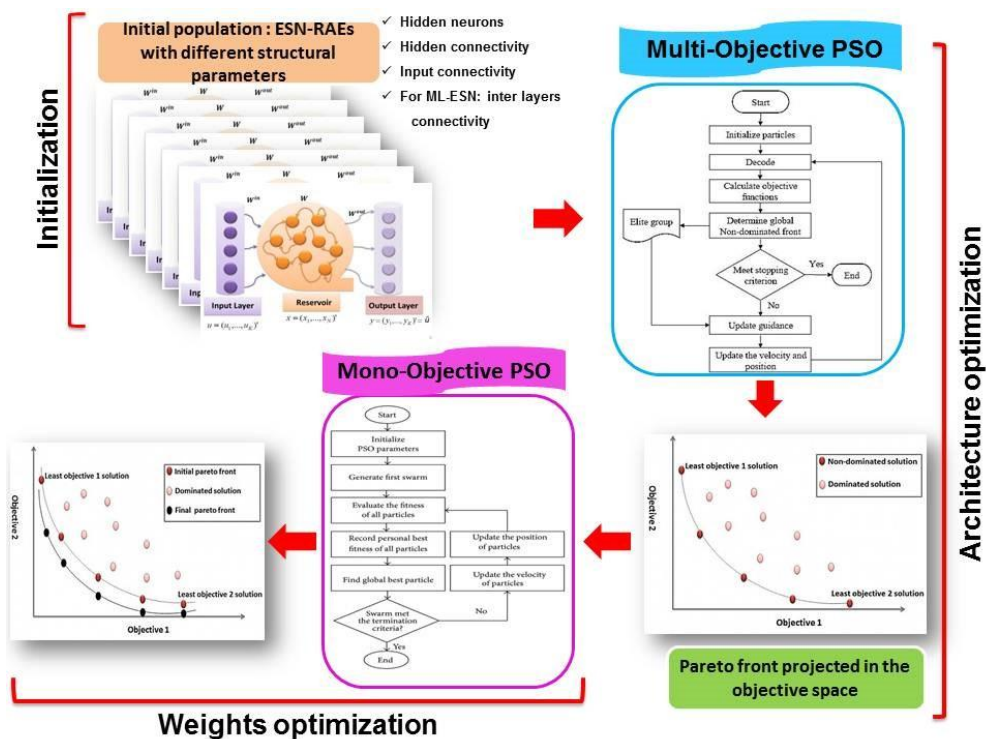 Initialization
Initial population : ESN-RAEs
with different structural
parameters
✓ Hidden neurons
✓ Hidden connectivity
✓ Input connectivity
✓ For ML-ESN: inter layers
connectivity
W^in W W^out
W^in W W^out
Input Layer
Reservoir
Output Layer
Multi-Objective PSO
Start
Initialize particles
Decode
Calculate objective
functions
Elite group
Determine global
Non-dominated front
Meet stopping
criterion
Yes
End
No
Update guidance
Update the velocity and
position
Architecture optimization
Mono-Objective PSO
Start
Initialize
PSO parameters
Generate first swarm
Evaluate the fitness
of all particles
Record personal best
fitness of all particles
Find global best particle
Swarm met
the termination
criteria?
Yes
End
No
Update the velocity
of particles
Update the position
of particles
Least objective 1 solution
Initial pareto front
Dominated solution
Final pareto front
Objective 2
Least objective 2 solution
Objective 1
Least objective 1 solution
Non-dominated solution
Dominated solution
Objective 2
Least objective 2 solution
Objective 1
Pareto front projected in the
objective space
Weights optimization